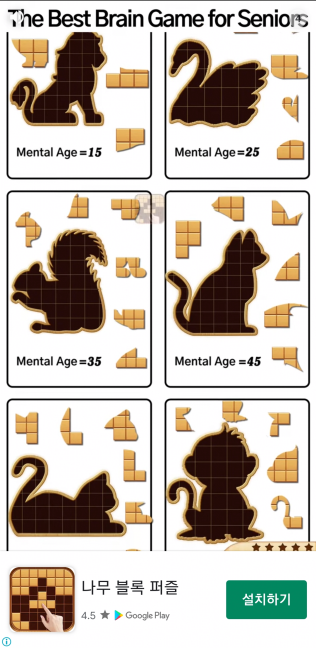 The Best Brain Game for Seniors
Mental Age =15
Mental Age =25
Mental Age =35
Mental Age =45
나무 블록 퍼즐
4.5 ★ Google Play
설치하기